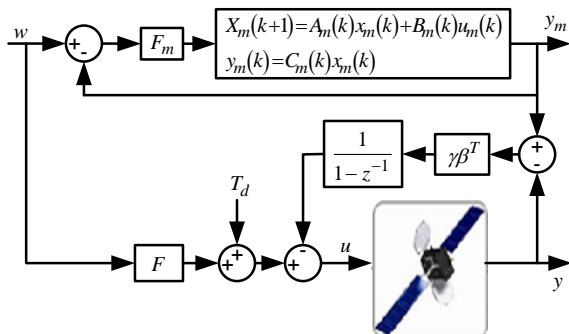 w
+
-
F_m
X_m(k+1)=A_m(k)x_m(k)+B_m(k)u_m(k)
y_m(k)=C_m(k)x_m(k)
y_m
1
1-z^{-1}
γβ^T
+
-
T_d
F
+
+
-
+
u
y